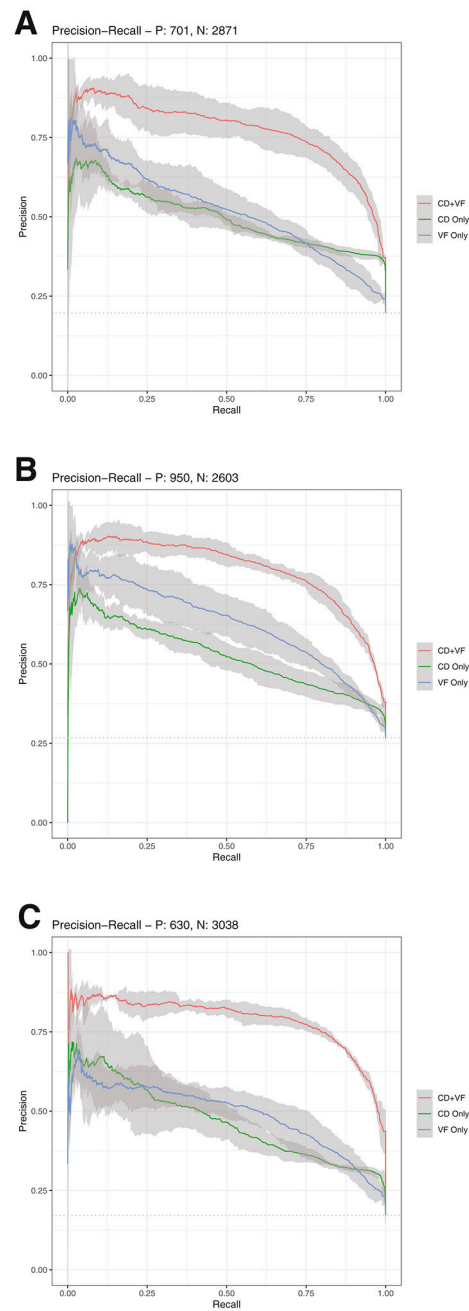 A
Precision−Recall − P: 701, N: 2871
1.00
0.75
0.50
0.25
0.00
Precision
0.00 0.25 0.50 0.75 1.00
Recall
CD+VF
CD Only
VF Only
B
Precision−Recall − P: 950, N: 2603
1.00
0.75
0.50
0.25
0.00
Precision
0.00 0.25 0.50 0.75 1.00
Recall
CD+VF
CD Only
VF Only
C
Precision−Recall − P: 630, N: 3038
1.00
0.75
0.50
0.25
0.00
Precision
0.00 0.25 0.50 0.75 1.00
Recall
CD+VF
CD Only
VF Only